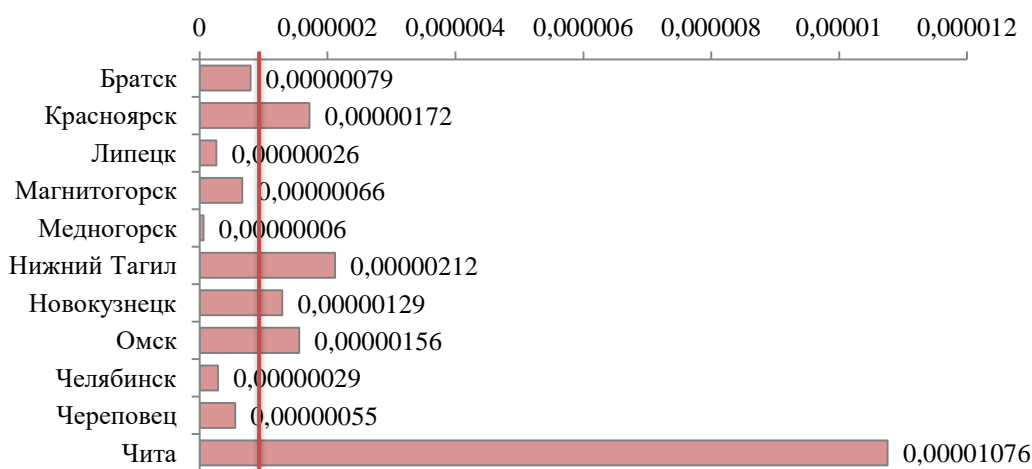 0 0,000002 0,000004 0,000006 0,000008 0,00001 0,000012
Братск 0,00000079
Красноярск 0,00000172
Липецк 0,00000026
Магнитогорск 0,00000066
Медногорск 0,00000006
Нижний Тагил 0,00000212
Новокузнецк 0,00000129
Омск 0,00000156
Челябинск 0,00000029
Череповец 0,00000055
Чита 0,00001076